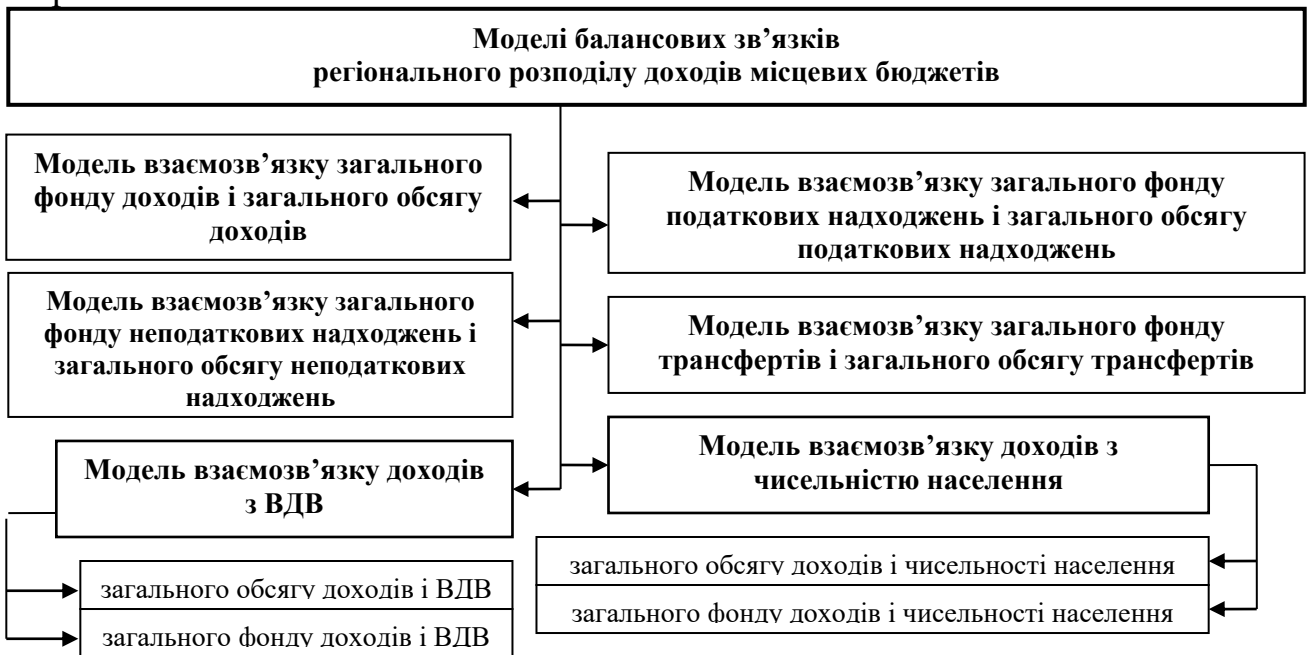 Моделі балансових зв’язків
регіонального розподілу доходів місцевих бюджетів
Модель взаємозв’язку загального
фонду доходів і загального обсягу
доходів
Модель взаємозв’язку загального фонду
податкових надходжень і загального обсягу
податкових надходжень
Модель взаємозв’язку загального
фонду неподаткових надходжень і
загального обсягу неподаткових
надходжень
Модель взаємозв’язку загального фонду
трансфертів і загального обсягу трансфертів
Модель взаємозв’язку доходів
з ВДВ
Модель взаємозв’язку доходів з
чисельністю населення
загального обсягу доходів і ВДВ
загального фонду доходів і ВДВ
загального обсягу доходів і чисельності населення
загального фонду доходів і чисельності населення